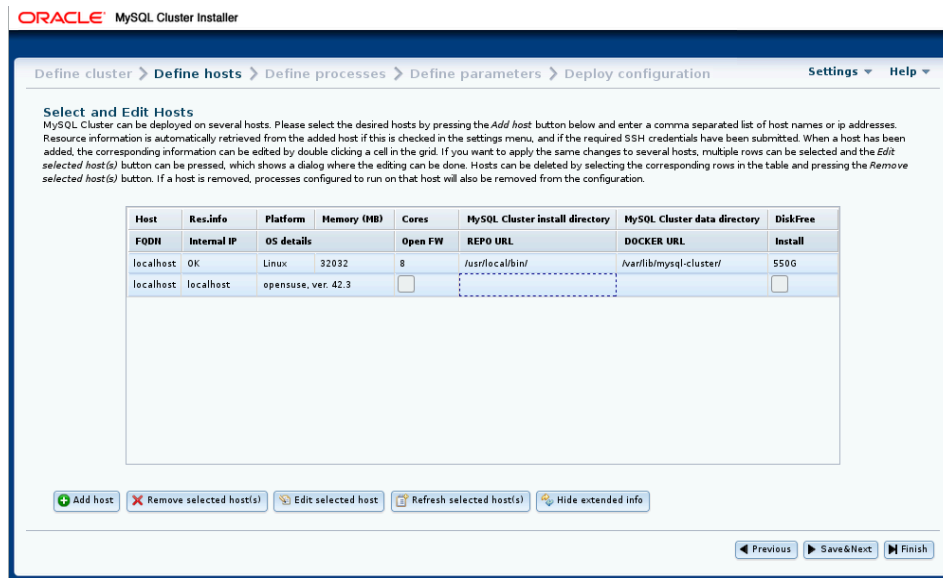 ORACLE® MySQL Cluster Installer
Define cluster Define hosts Define processes Define parameters Deploy configuration Settings Help
Select and Edit Hosts
MySQL Cluster can be deployed on several hosts. Please select the desired hosts by pressing the Add host button below and enter a comma separated list of host names or ip addresses.
Resource information is automatically retrieved from the added host if this is checked in the settings menu, and if the required SSH credentials have been submitted. When a host has been
added, the corresponding information can be edited by double clicking a cell in the grid. If you want to apply the same changes to several hosts, multiple rows can be selected and the Edit
selected host(s) button can be pressed, which shows a dialog where the editing can be done. Hosts can be deleted by selecting the corresponding rows in the table and pressing the Remove
selected host(s) button. If a host is removed, processes configured to run on that host will also be removed from the configuration.
Host Res.info Platform Memory (MB) Cores MySQL Cluster install directory MySQL Cluster data directory DiskFree
FQDN Internal IP OS details Open FW REPO URL DOCKER URL Install
localhost OK Linux 32032 8 /usr/local/bin/ /var/lib/mysql-cluster/ 550G
localhost localhost opensuse, ver. 42.3
Add host Remove selected host(s) Edit selected host Refresh selected host(s) Hide extended info
Previous Save&Next Finish